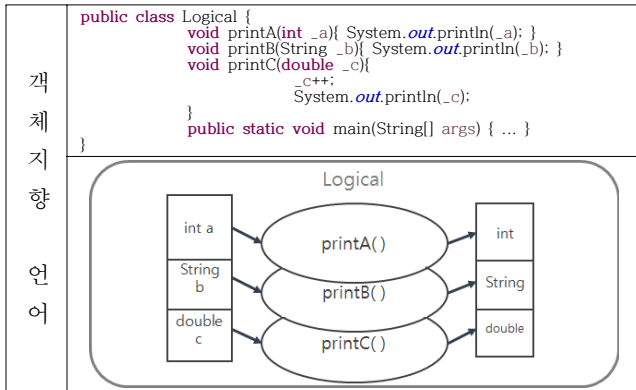 객
체
지
향
언
어
public class Logical {
void printA(int _a){ System.out.println(_a); }
void printB(String _b){ System.out.println(_b); }
void printC(double _c){
_c++;
System.out.println(_c);
}
public static void main(String[] args) { ... }
}
Logical
int a
printA( )
int
String
b
printB( )
String
double
c
printC( )
double